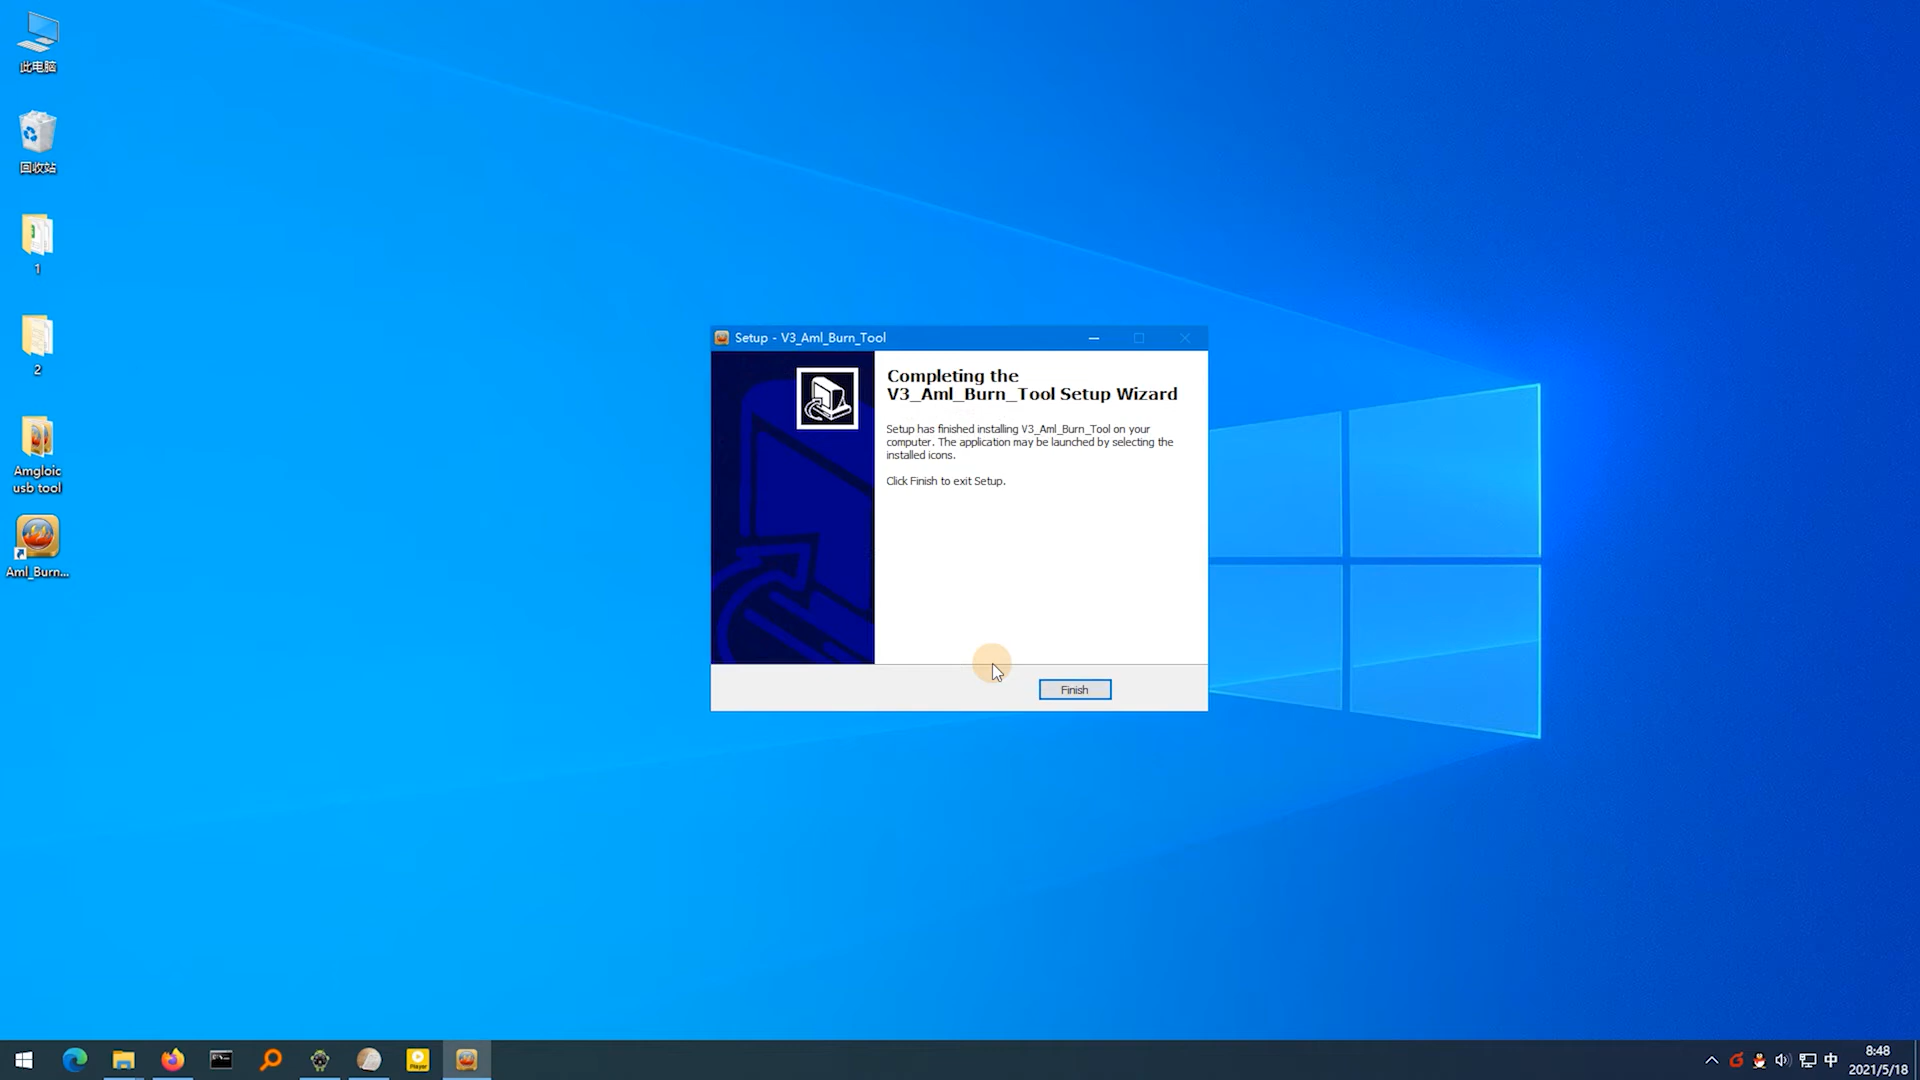 此电脑
回收站
1
2
Amgloic
usb tool
Aml_Burn...
Setup - V3_Aml_Burn_Tool
Completing the
V3_Aml_Burn_Tool Setup Wizard
Setup has finished installing V3_Aml_Burn_Tool on your
computer. The application may be launched by selecting the
installed icons.
Click Finish to exit Setup.
Finish
Player
中
8:48
2021/5/18